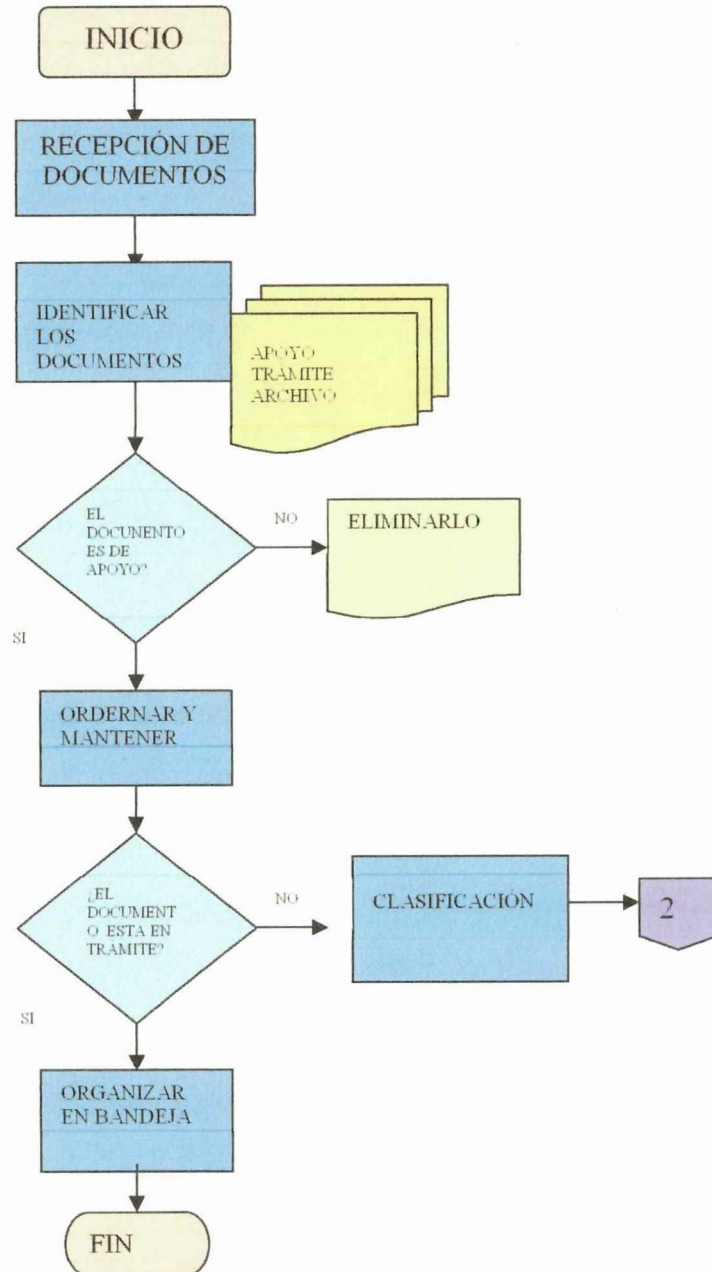 INICIO
RECEPCIÓN DE
DOCUMENTOS
IDENTIFICAR
LOS
DOCUMENTOS
APOYO
TRAMITE
ARCHIVO
EL
DOCUNENTO
ES DE
APOYO?
NO
ELIMINARLO
SI
ORDERNAR Y
MANTENER
¿EL
DOCUMENT
O ESTA EN
TRAMITE?
NO
CLASIFICACIÓN
2
SI
ORGANIZAR
EN BANDEJA
FIN